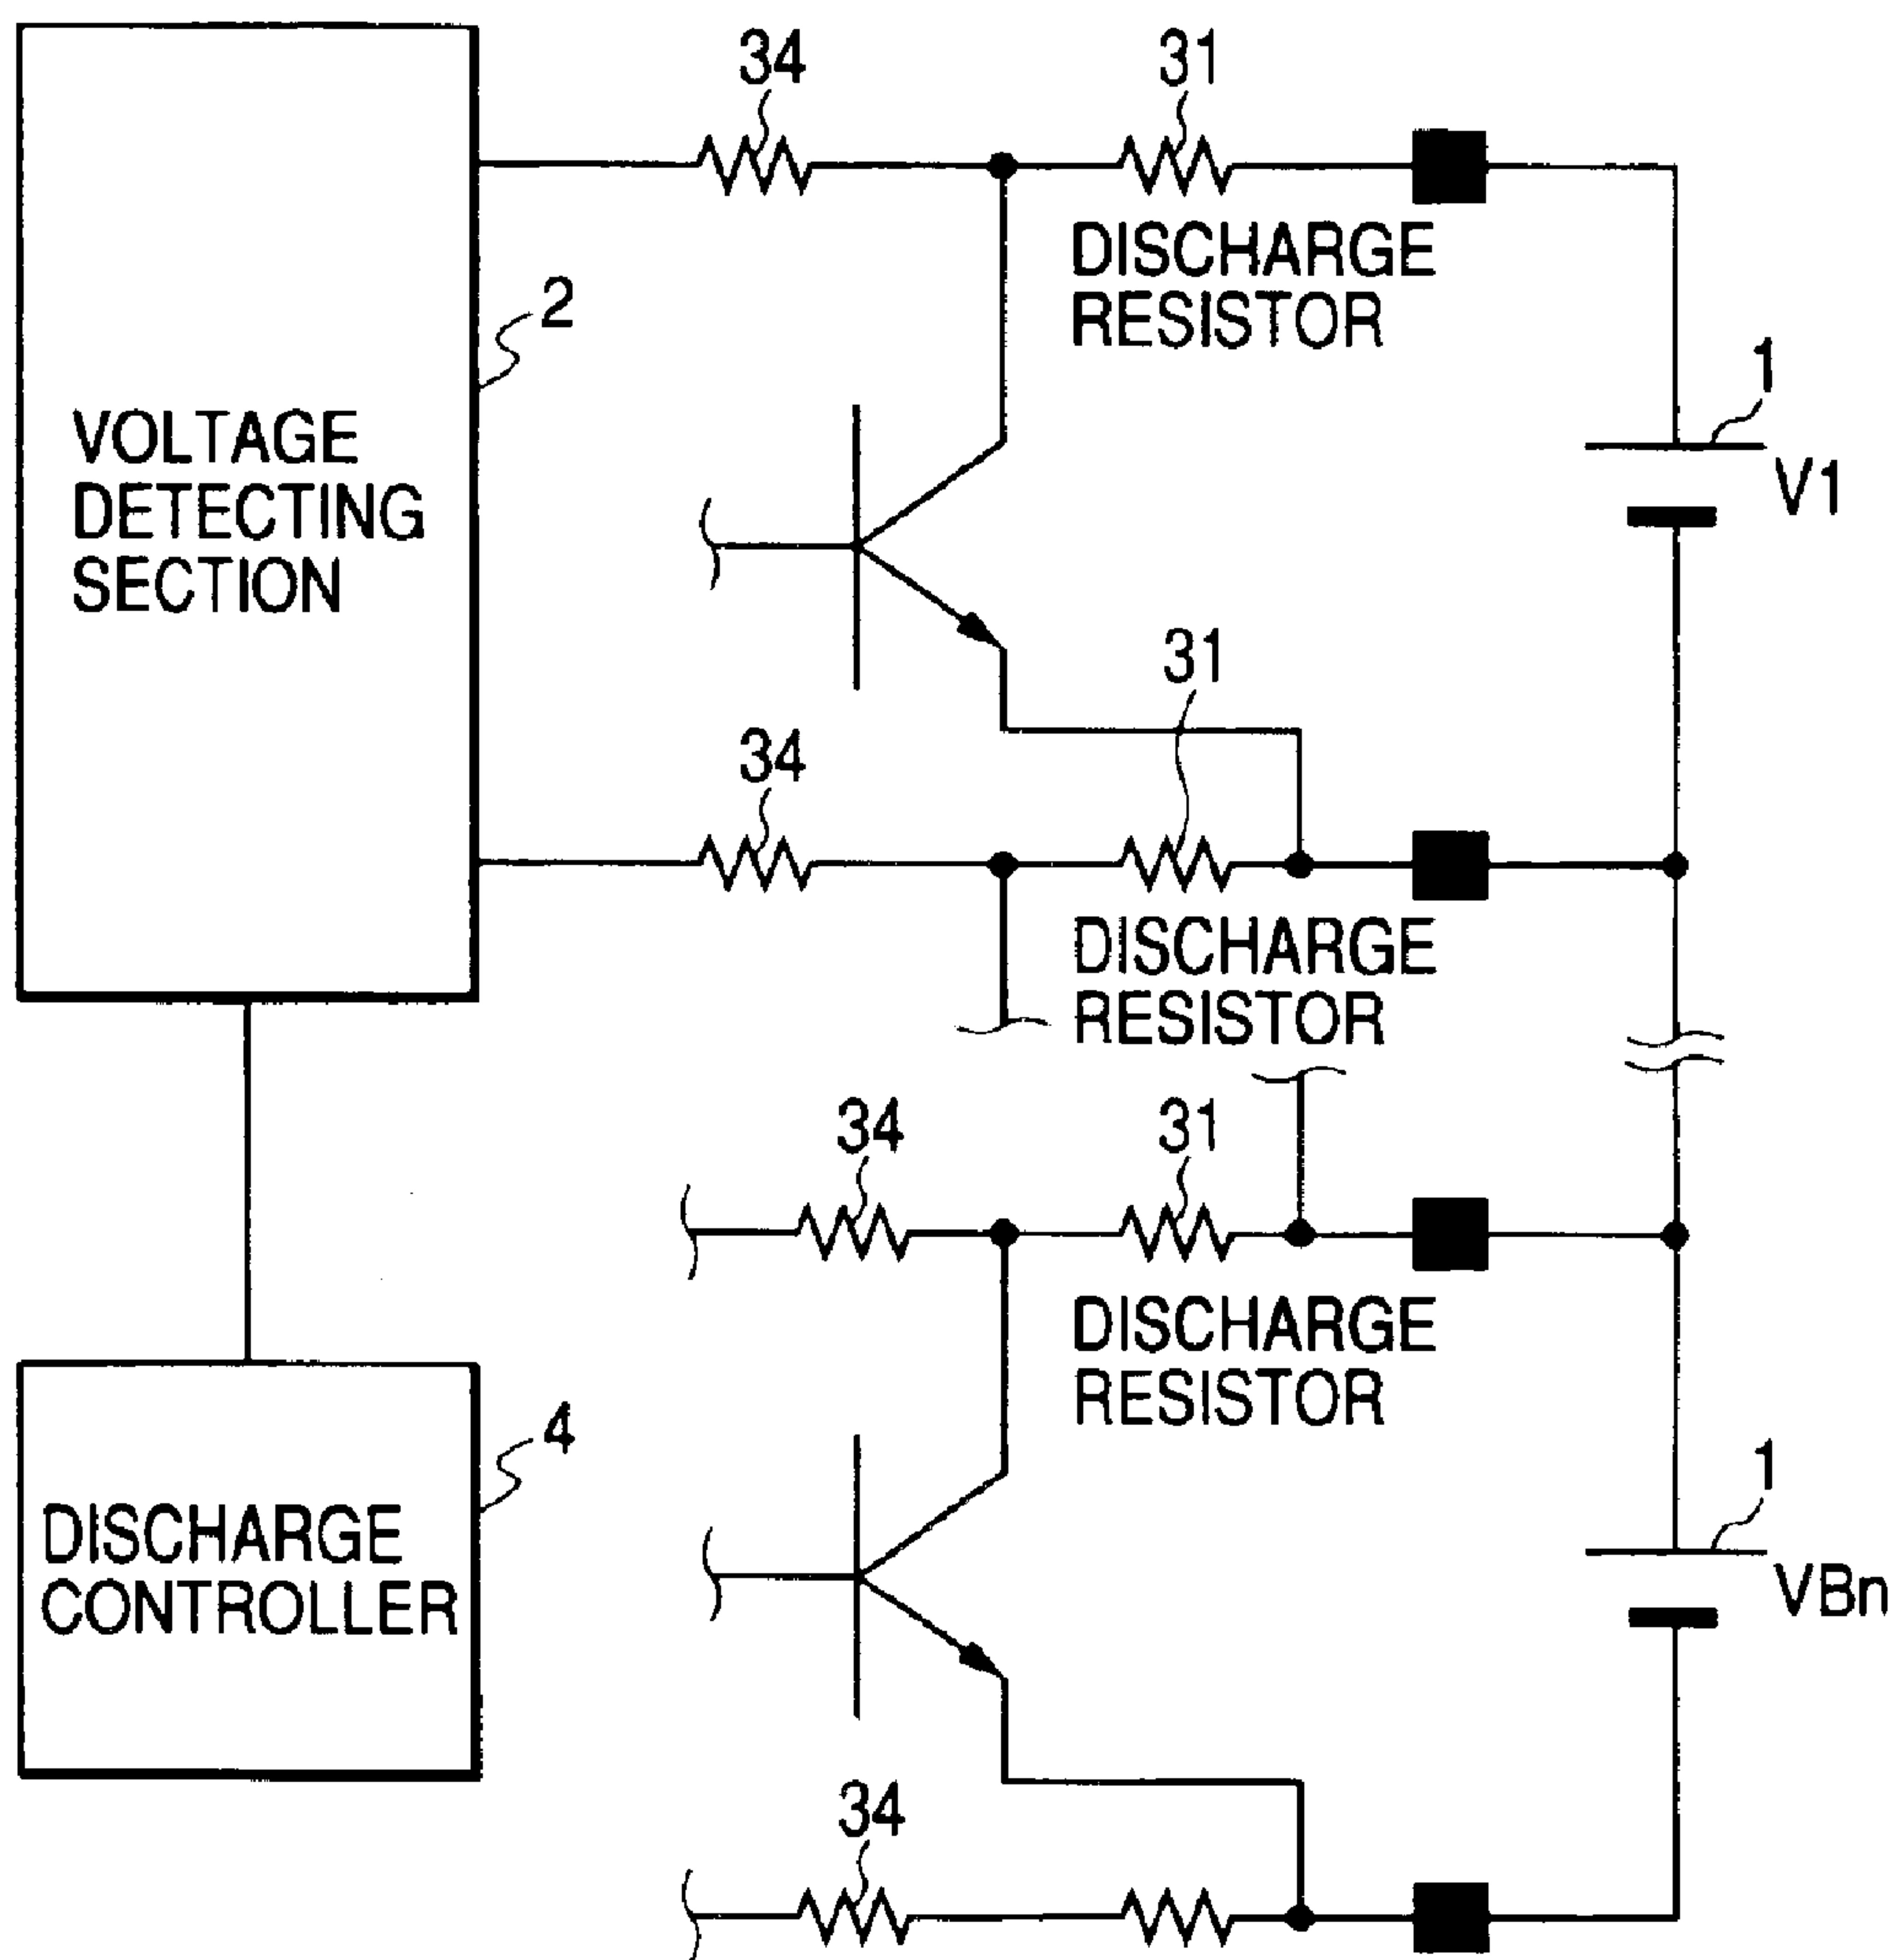 34
31
DISCHARGE
RESISTOR
2
1
VOLTAGE
DETECTING
SECTION
V1
31
34
DISCHARGE
RESISTOR
34
31
DISCHARGE
RESISTOR
4
1
DISCHARGE
CONTROLLER
VBn
34